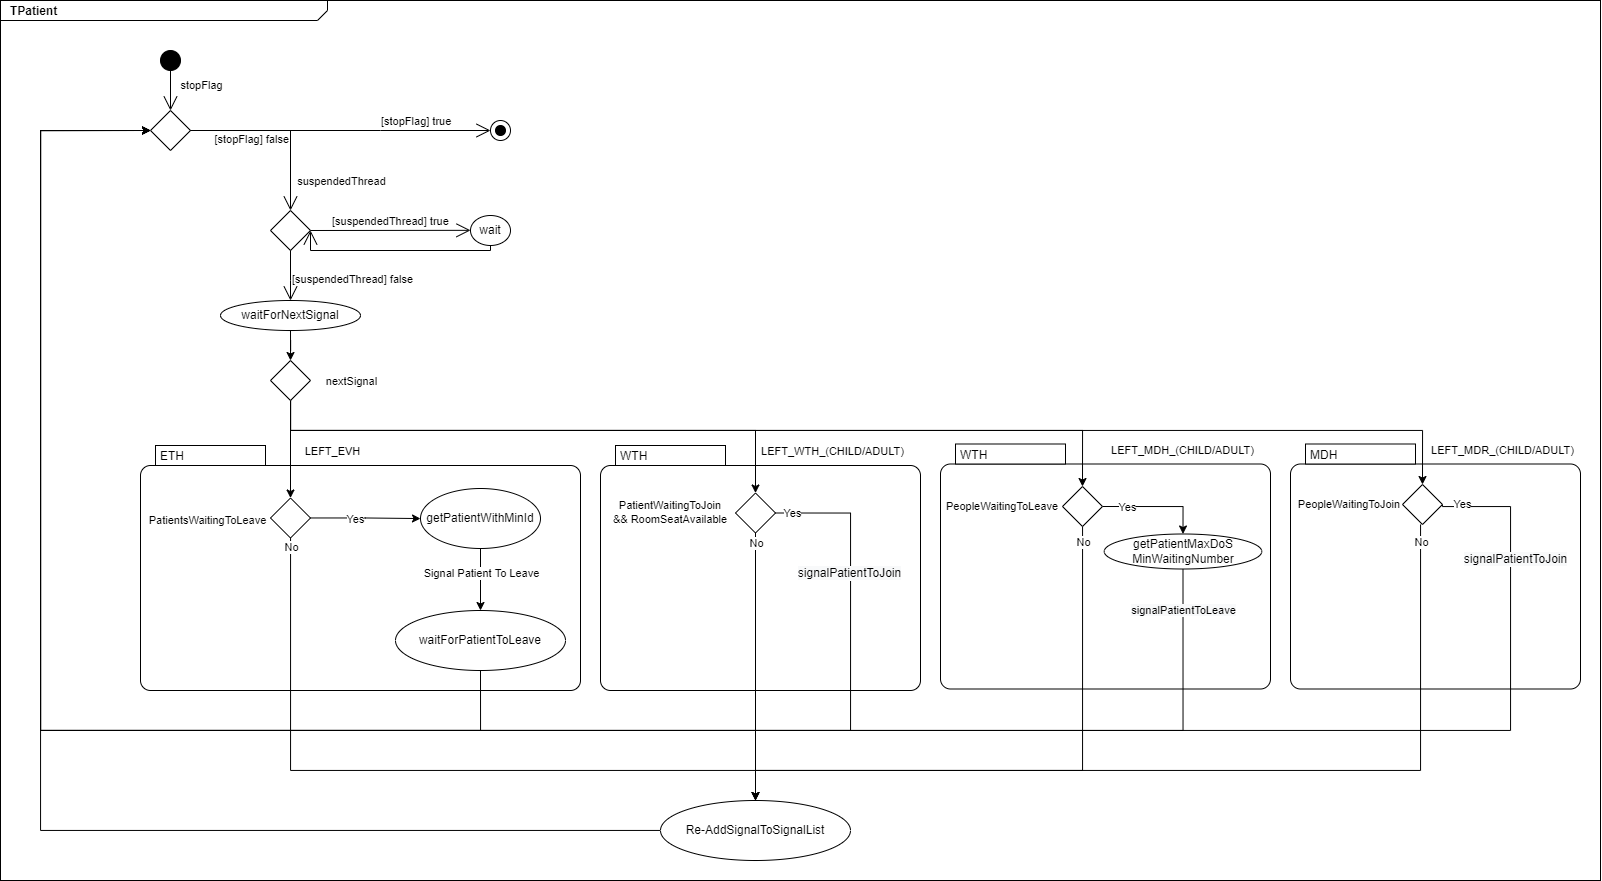 TPatient
stopFlag
[stopFlag] true
[stopFlag] false
suspendedThread
[suspendedThread] true
wait
[suspendedThread] false
waitForNextSignal
nextSignal
ETH
LEFT_EVH
PatientsWaitingToLeave
Yes
No
getPatientWithMinId
Signal Patient To Leave
waitForPatientToLeave
WTH
LEFT_WTH_(CHILD/ADULT)
PatientWaitingToJoin
&& RoomSeatAvailable
Yes
No
signalPatientToJoin
WTH
LEFT_MDH_(CHILD/ADULT)
PeopleWaitingToLeave
Yes
No
getPatientMaxDoS
MinWaitingNumber
signalPatientToLeave
MDH
LEFT_MDR_(CHILD/ADULT)
PeopleWaitingToJoin
Yes
No
signalPatientToJoin
Re-AddSignalToSignalList